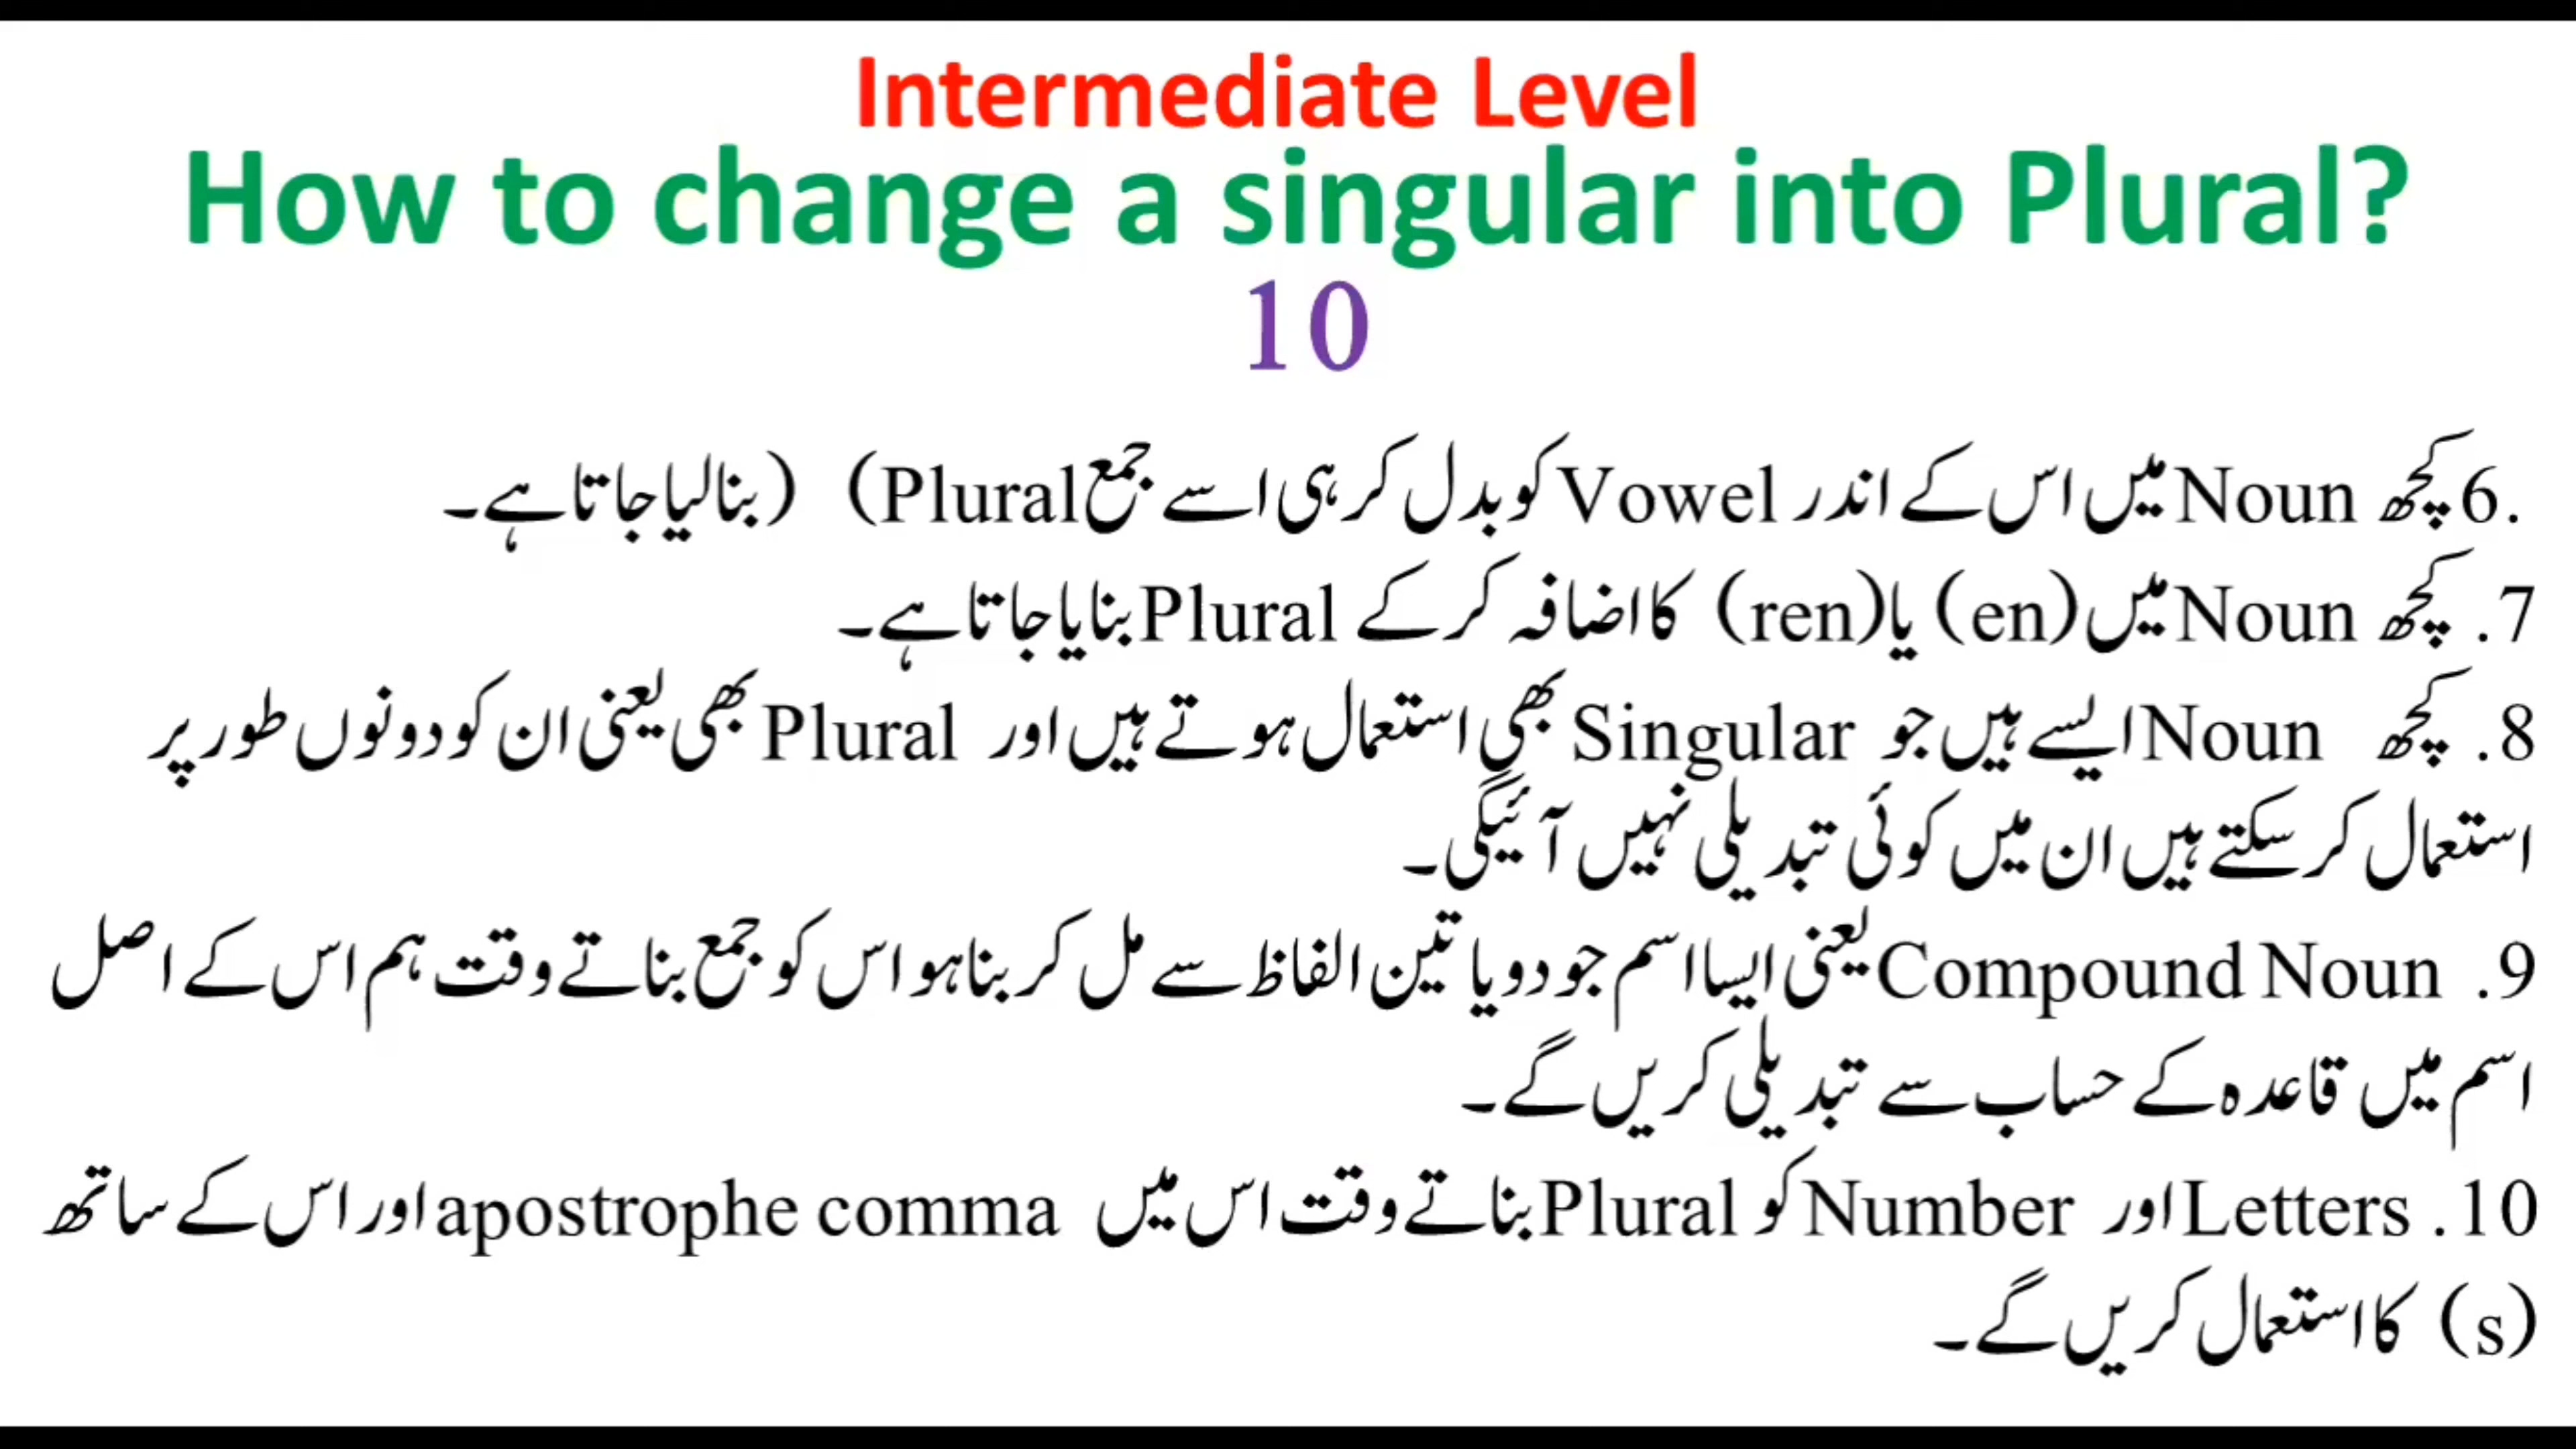 Intermediate Level
How to change a singular into Plural?
10
6. کچھ Noun میں اس کے اندر Vowel کو بدل کر ہی اسے جمع Plural) (بنا لیا جاتا ہے۔
7. کچھ Noun میں (en) یا (ren) کا اضافہ کر کے Plural بنایا جاتا ہے۔
8. کچھ Noun ایسے ہیں جو Singular بھی استعمال ہوتے ہیں اور Plural بھی یعنی ان کو دونوں طور پر
استعمال کر سکتے ہیں ان میں کوئی تبدیلی نہیں آئیگی۔
9. Compound Noun یعنی ایسا اسم جو دو یا تین الفاظ سے مل کر بنا ہو اس کو جمع بناتے وقت ہم اس کے اصل
اسم میں قاعدہ کے حساب سے تبدیلی کریں گے۔
10. Letters اور Number کو Plural بناتے وقت اس میں apostrophe comma اور اس کے ساتھ
(s) کا استعمال کریں گے۔